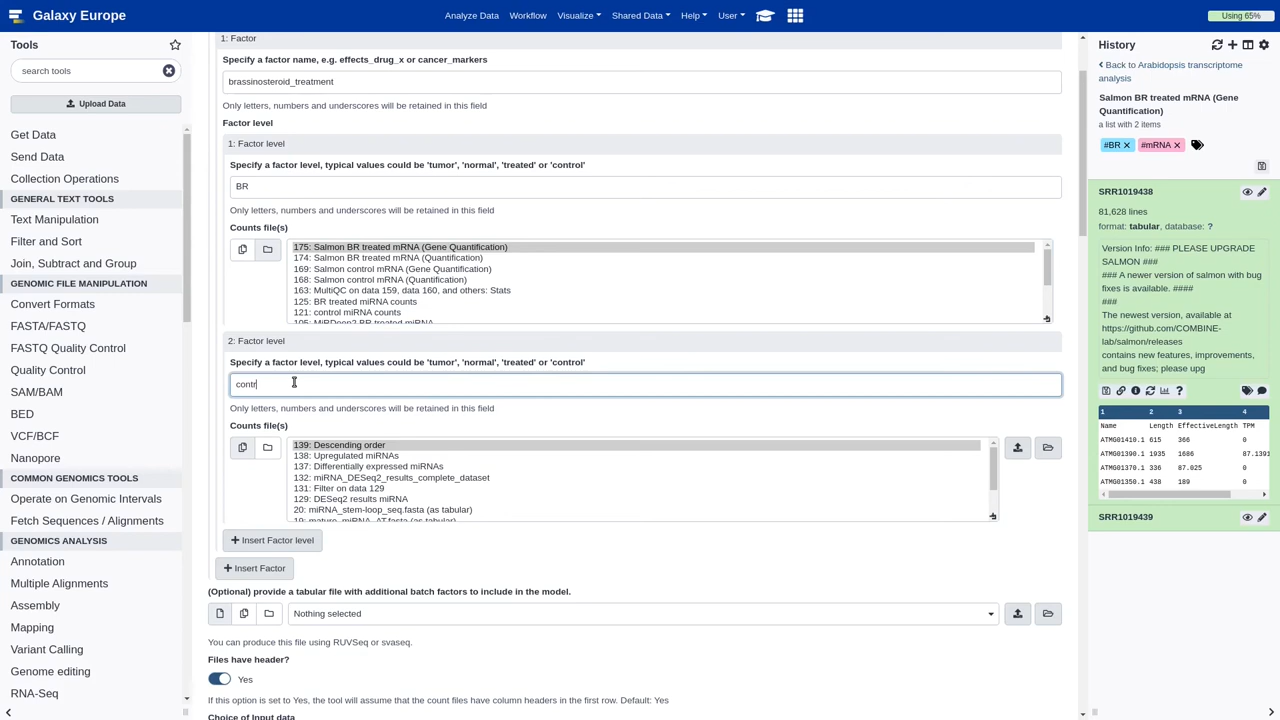 Galaxy Europe
Analyze Data Workflow Visualize Shared Data Help User Using 65%
Tools
search tools
Upload Data
Get Data
Send Data
Collection Operations
GENERAL TEXT TOOLS
Text Manipulation
Filter and Sort
Join, Subtract and Group
GENOMIC FILE MANIPULATION
Convert Formats
FASTA/FASTQ
FASTQ Quality Control
Quality Control
SAM/BAM
BED
VCF/BCF
Nanopore
COMMON GENOMICS TOOLS
Operate on Genomic Intervals
Fetch Sequences / Alignments
GENOMICS ANALYSIS
Annotation
Multiple Alignments
Assembly
Mapping
Variant Calling
Genome editing
RNA-Seq
1: Factor
Specify a factor name, e.g. effects_drug_x or cancer_markers
brassinosteroid_treatment
Only letters, numbers and underscores will be retained in this field
Factor level
1: Factor level
Specify a factor level, typical values could be 'tumor', 'normal', 'treated' or 'control'
BR
Only letters, numbers and underscores will be retained in this field
Counts file(s)
175: Salmon BR treated mRNA (Gene Quantification)
174: Salmon BR treated mRNA (Quantification)
169: Salmon control mRNA (Gene Quantification)
168: Salmon control mRNA (Quantification)
163: MultiQC on data 159, data 160, and others: Stats
125: BR treated miRNA counts
121: control miRNA counts
105: MiRDeep2 BR treated miRNA
2: Factor level
Specify a factor level, typical values could be 'tumor', 'normal', 'treated' or 'control'
contr
Only letters, numbers and underscores will be retained in this field
Counts file(s)
139: Descending order
138: Upregulated miRNAs
137: Differentially expressed miRNAs
132: miRNA_DESeq2_results_complete_dataset
131: Filter on data 129
129: DESeq2 results miRNA
20: miRNA_stem-loop_seq.fasta (as tabular)
19: mature_miRNA_AT.fasta (as tabular)
Insert Factor level
Insert Factor
(Optional) provide a tabular file with additional batch factors to include in the model.
Nothing selected
You can produce this file using RUVSeq or svaseq.
Files have header?
Yes
If this option is set to Yes, the tool will assume that the count files have column headers in the first row. Default: Yes
Choice of Input data
History
Back to Arabidopsis transcriptome
analysis
Salmon BR treated mRNA (Gene
Quantification)
a list with 2 items
#BR #mRNA
SRR1019438
81,628 lines
format: tabular, database: ?
Version Info: ### PLEASE UPGRADE
SALMON ###
### A newer version of salmon with bug
fixes is available. ####
###
The newest version, available at
https://github.com/COMBINE-
lab/salmon/releases
contains new features, improvements,
and bug fixes; please upg
1 2 3 4
Name Length EffectiveLength TPM
ATMG01410.1 615 366 0
ATMG01390.1 1935 1686 87.1391
ATMG01370.1 336 87.025 0
ATMG01350.1 438 189 0
SRR1019439